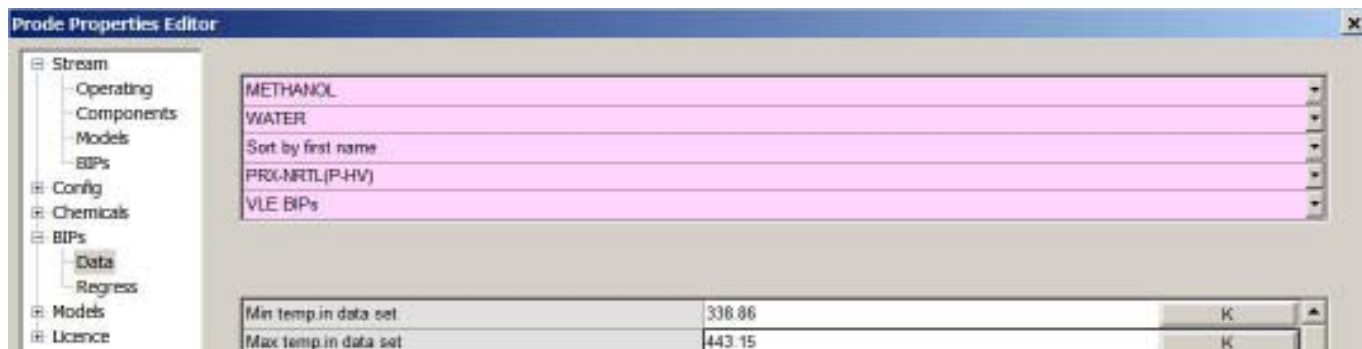 Prode Properties Editor
Stream
Operating
Components
Models
BIPs
Config
Chemicals
BIPs
Data
Regress
Models
Licence
METHANOL
WATER
Sort by first name
PRX-NRTL(P-HV)
VLE BIPs
Min temp.in data set 338.86 K
Max temp.in data set 443.15 K